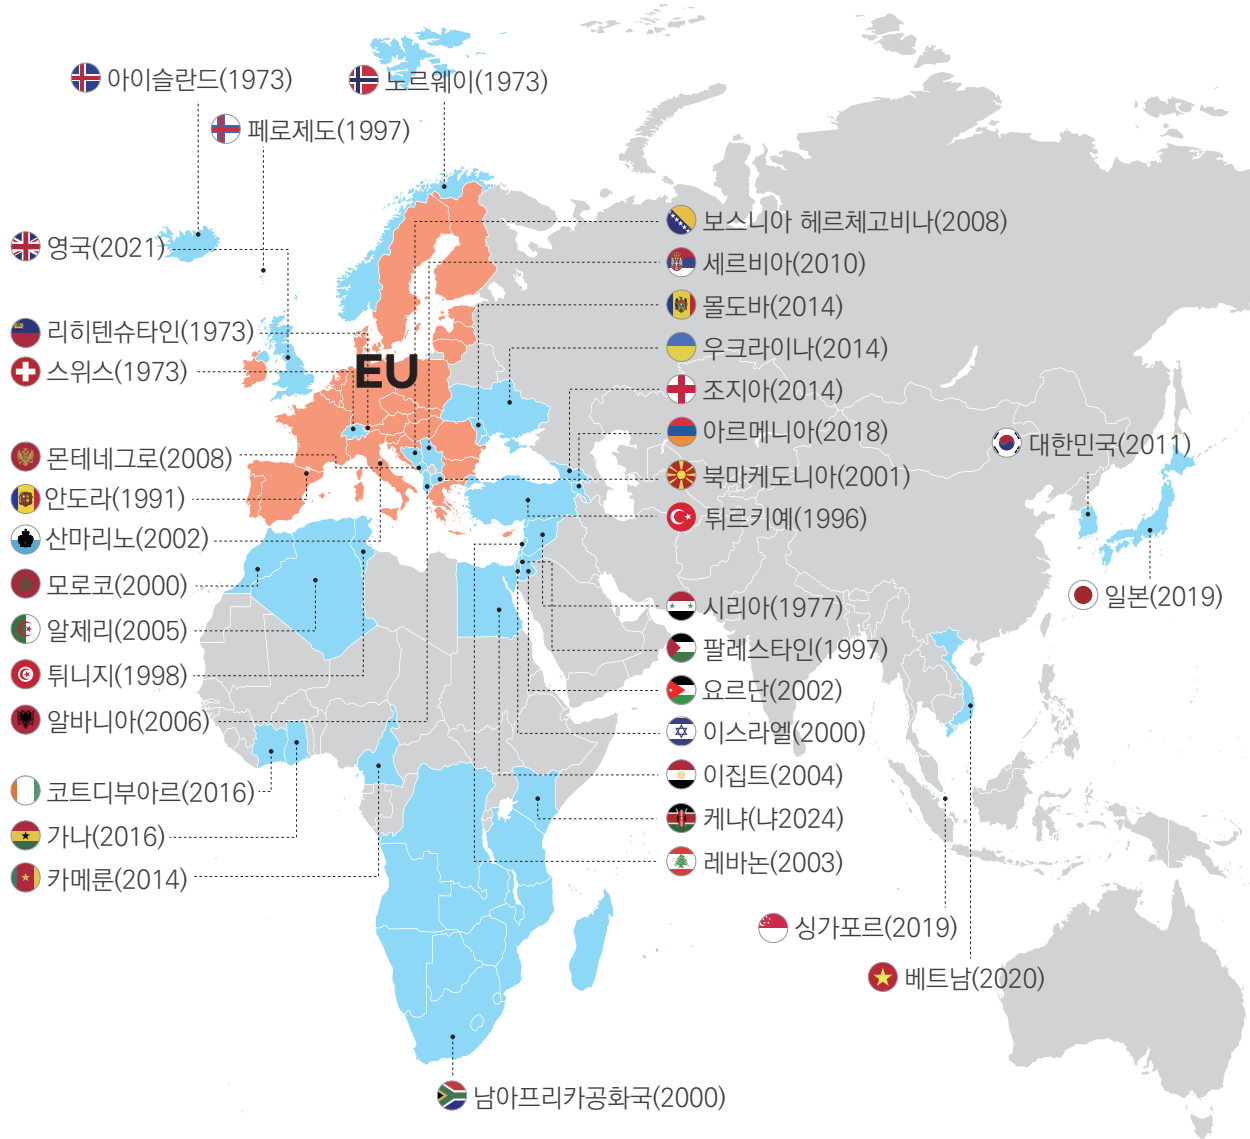 아이슬란드(1973)
노르웨이(1973)
페로제도(1997)
영국(2021)
리히텐슈타인(1973)
스위스(1973)
EU
몬테네그로(2008)
안도라(1991)
산마리노(2002)
모로코(2000)
알제리(2005)
튀니지(1998)
알바니아(2006)
코트디부아르(2016)
가나(2016)
카메룬(2014)
보스니아 헤르체고비나(2008)
세르비아(2010)
몰도바(2014)
우크라이나(2014)
조지아(2014)
아르메니아(2018)
북마케도니아(2001)
튀르키예(1996)
시리아(1977)
팔레스타인(1997)
요르단(2002)
이스라엘(2000)
이집트(2004)
케냐(냐2024)
레바논(2003)
대한민국(2011)
일본(2019)
싱가포르(2019)
베트남(2020)
남아프리카공화국(2000)